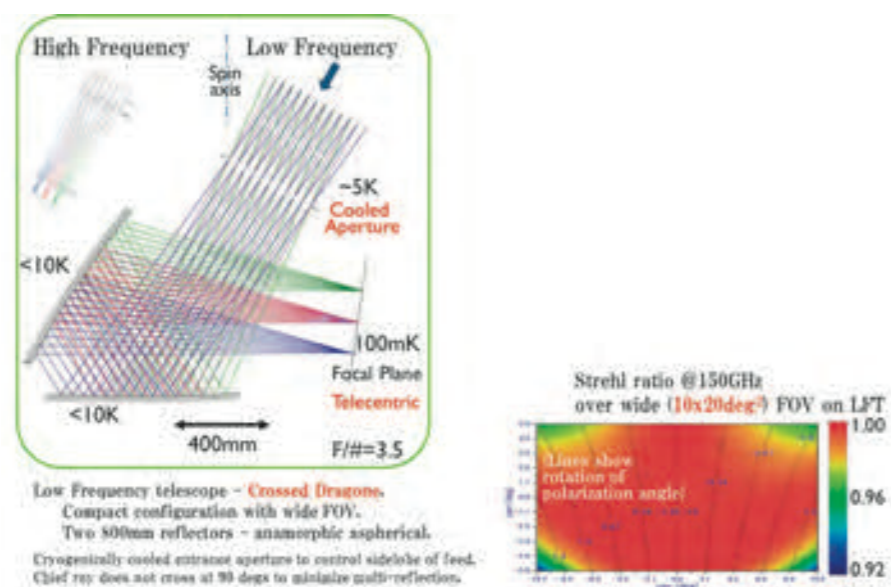 High Frequency
Low Frequency
Spin
axis
~5K
Cooled
Aperture
<10K
100mK
Focal Plane
Telecentric
<10K
400mm
F/#=3.5
Low Frequency telescope - Crossed Dragone.
Compact configuration with wide FOV.
Two 800mm reflectors - anamorphic aspherical.
Cryogenically cooled entrance aperture to control sidelobe of feed.
Chief ray does not cross at 90 degs to minimize multi-reflection.
Strehl ratio @150GHz
over wide (10x20deg²) FOV on LFT
(Lines show
rotation of
polarization angle)
1.00
0.96
0.92